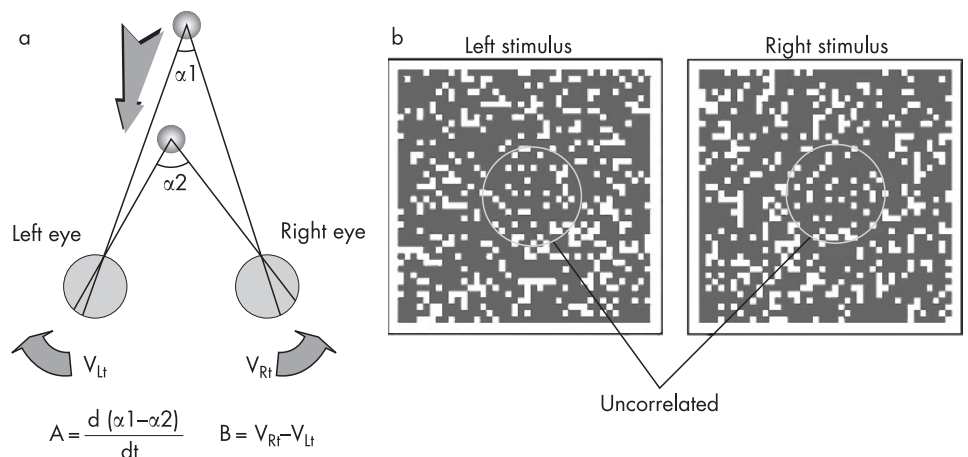 a
α1
α2
Left eye
Right eye
V_Lt
V_Rt
A = d (α1–α2) / dt
B = V_Rt–V_Lt
b
Left stimulus
Right stimulus
Uncorrelated